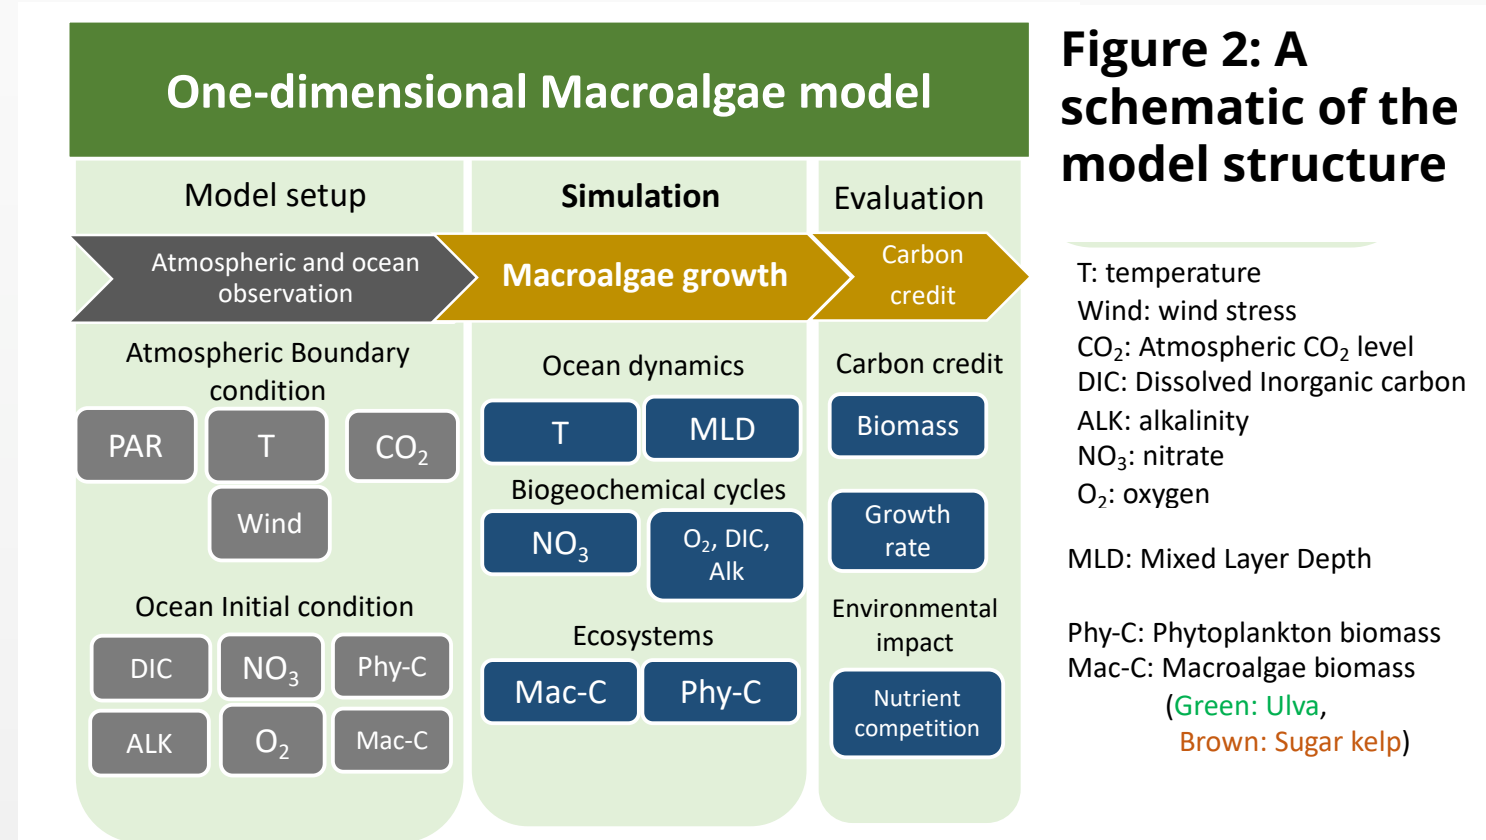 One-dimensional Macroalgae model
Figure 2: A
schematic of the
model structure
Model setup
Atmospheric and ocean
observation
Atmospheric Boundary
condition
PAR
T
CO₂
Wind
Ocean Initial condition
DIC
NO₃
Phy-C
ALK
O₂
Mac-C
Simulation
Macroalgae growth
Ocean dynamics
T
MLD
Biogeochemical cycles
NO₃
O₂, DIC,
Alk
Ecosystems
Mac-C
Phy-C
Evaluation
Carbon
credit
Carbon credit
Biomass
Growth
rate
Environmental
impact
Nutrient
competition
T: temperature
Wind: wind stress
CO₂: Atmospheric CO₂ level
DIC: Dissolved Inorganic carbon
ALK: alkalinity
NO₃: nitrate
O₂: oxygen
MLD: Mixed Layer Depth
Phy-C: Phytoplankton biomass
Mac-C: Macroalgae biomass
(Green: Ulva,
Brown: Sugar kelp)